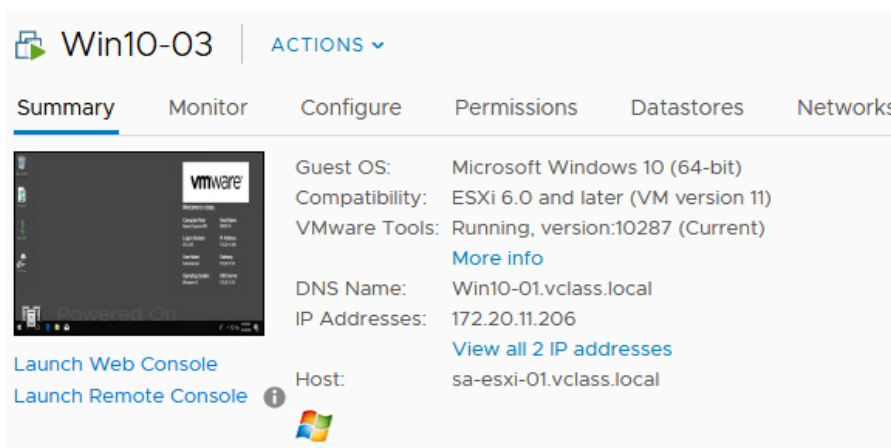 Win10-03 ACTIONS
Summary Monitor Configure Permissions Datastores Networks
vmware
Powered On
Launch Web Console
Launch Remote Console
Guest OS: Microsoft Windows 10 (64-bit)
Compatibility: ESXi 6.0 and later (VM version 11)
VMware Tools: Running, version:10287 (Current)
More info
DNS Name: Win10-01.vclass.local
IP Addresses: 172.20.11.206
View all 2 IP addresses
Host: sa-esxi-01.vclass.local